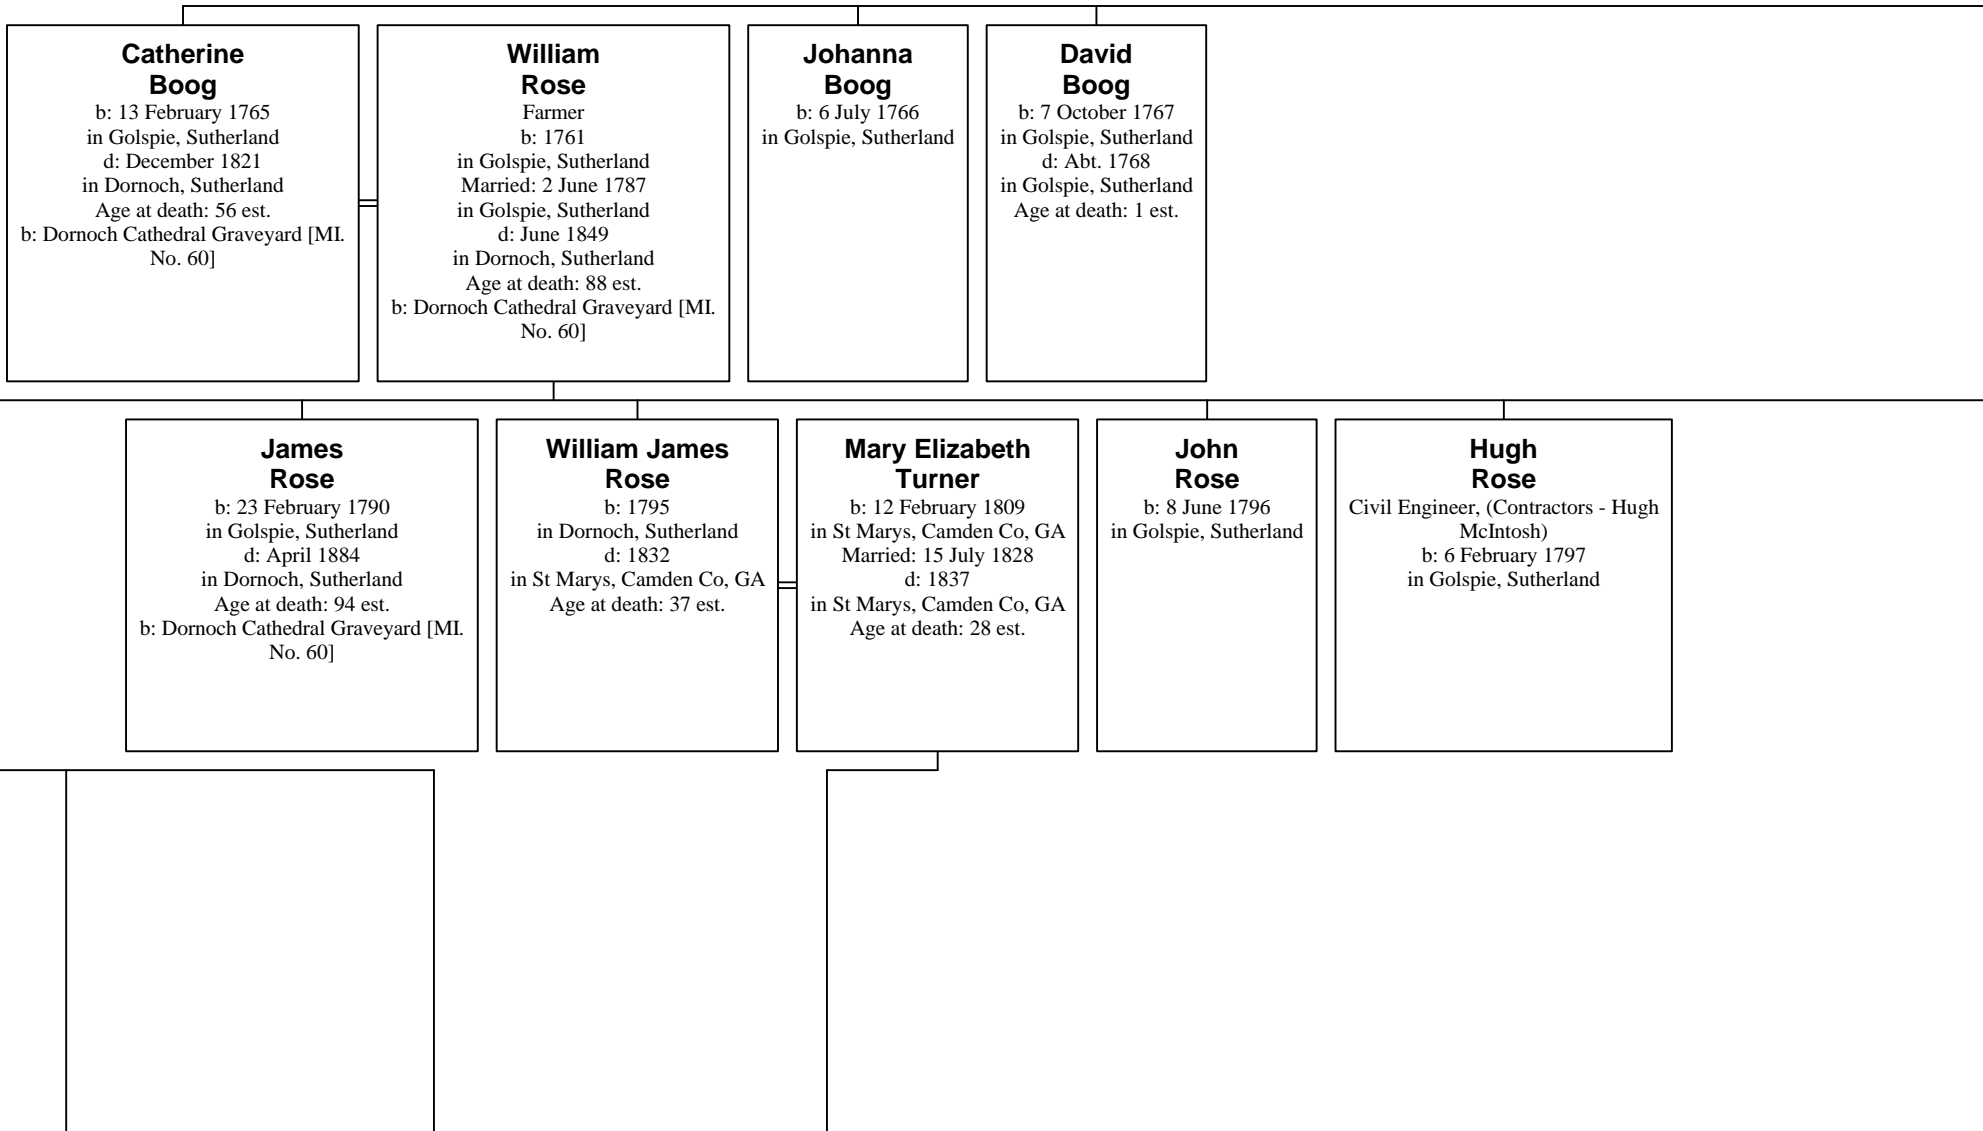 Catherine
Boog
b: 13 February 1765
in Golspie, Sutherland
d: December 1821
in Dornoch, Sutherland
Age at death: 56 est.
b: Dornoch Cathedral Graveyard [MI.
No. 60]
William
Rose
Farmer
b: 1761
in Golspie, Sutherland
Married: 2 June 1787
in Golspie, Sutherland
d: June 1849
in Dornoch, Sutherland
Age at death: 88 est.
b: Dornoch Cathedral Graveyard [MI.
No. 60]
Johanna
Boog
b: 6 July 1766
in Golspie, Sutherland
David
Boog
b: 7 October 1767
in Golspie, Sutherland
d: Abt. 1768
in Golspie, Sutherland
Age at death: 1 est.
James
Rose
b: 23 February 1790
in Golspie, Sutherland
d: April 1884
in Dornoch, Sutherland
Age at death: 94 est.
b: Dornoch Cathedral Graveyard [MI.
No. 60]
William James
Rose
b: 1795
in Dornoch, Sutherland
d: 1832
in St Marys, Camden Co, GA
Age at death: 37 est.
Mary Elizabeth
Turner
b: 12 February 1809
in St Marys, Camden Co, GA
Married: 15 July 1828
d: 1837
in St Marys, Camden Co, GA
Age at death: 28 est.
John
Rose
b: 8 June 1796
in Golspie, Sutherland
Hugh
Rose
Civil Engineer, (Contractors - Hugh
McIntosh)
b: 6 February 1797
in Golspie, Sutherland